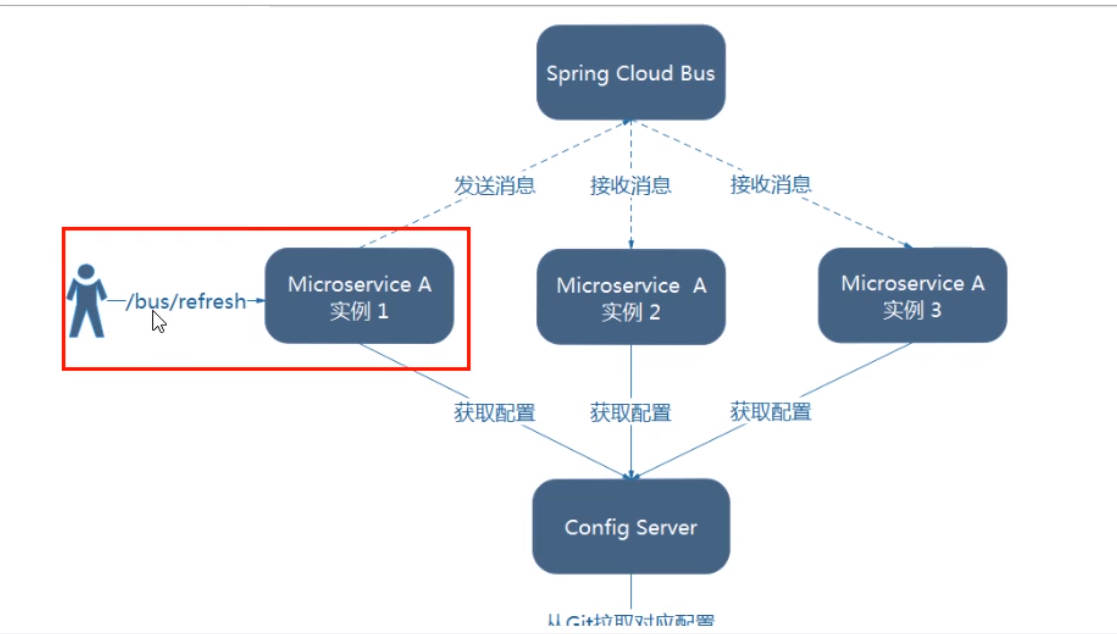 Spring Cloud Bus
发送消息
接收消息
接收消息
/bus/refresh
Microservice A
实例 1
Microservice A
实例 2
Microservice A
实例 3
获取配置
获取配置
获取配置
Config Server
从Git拉取对应配置